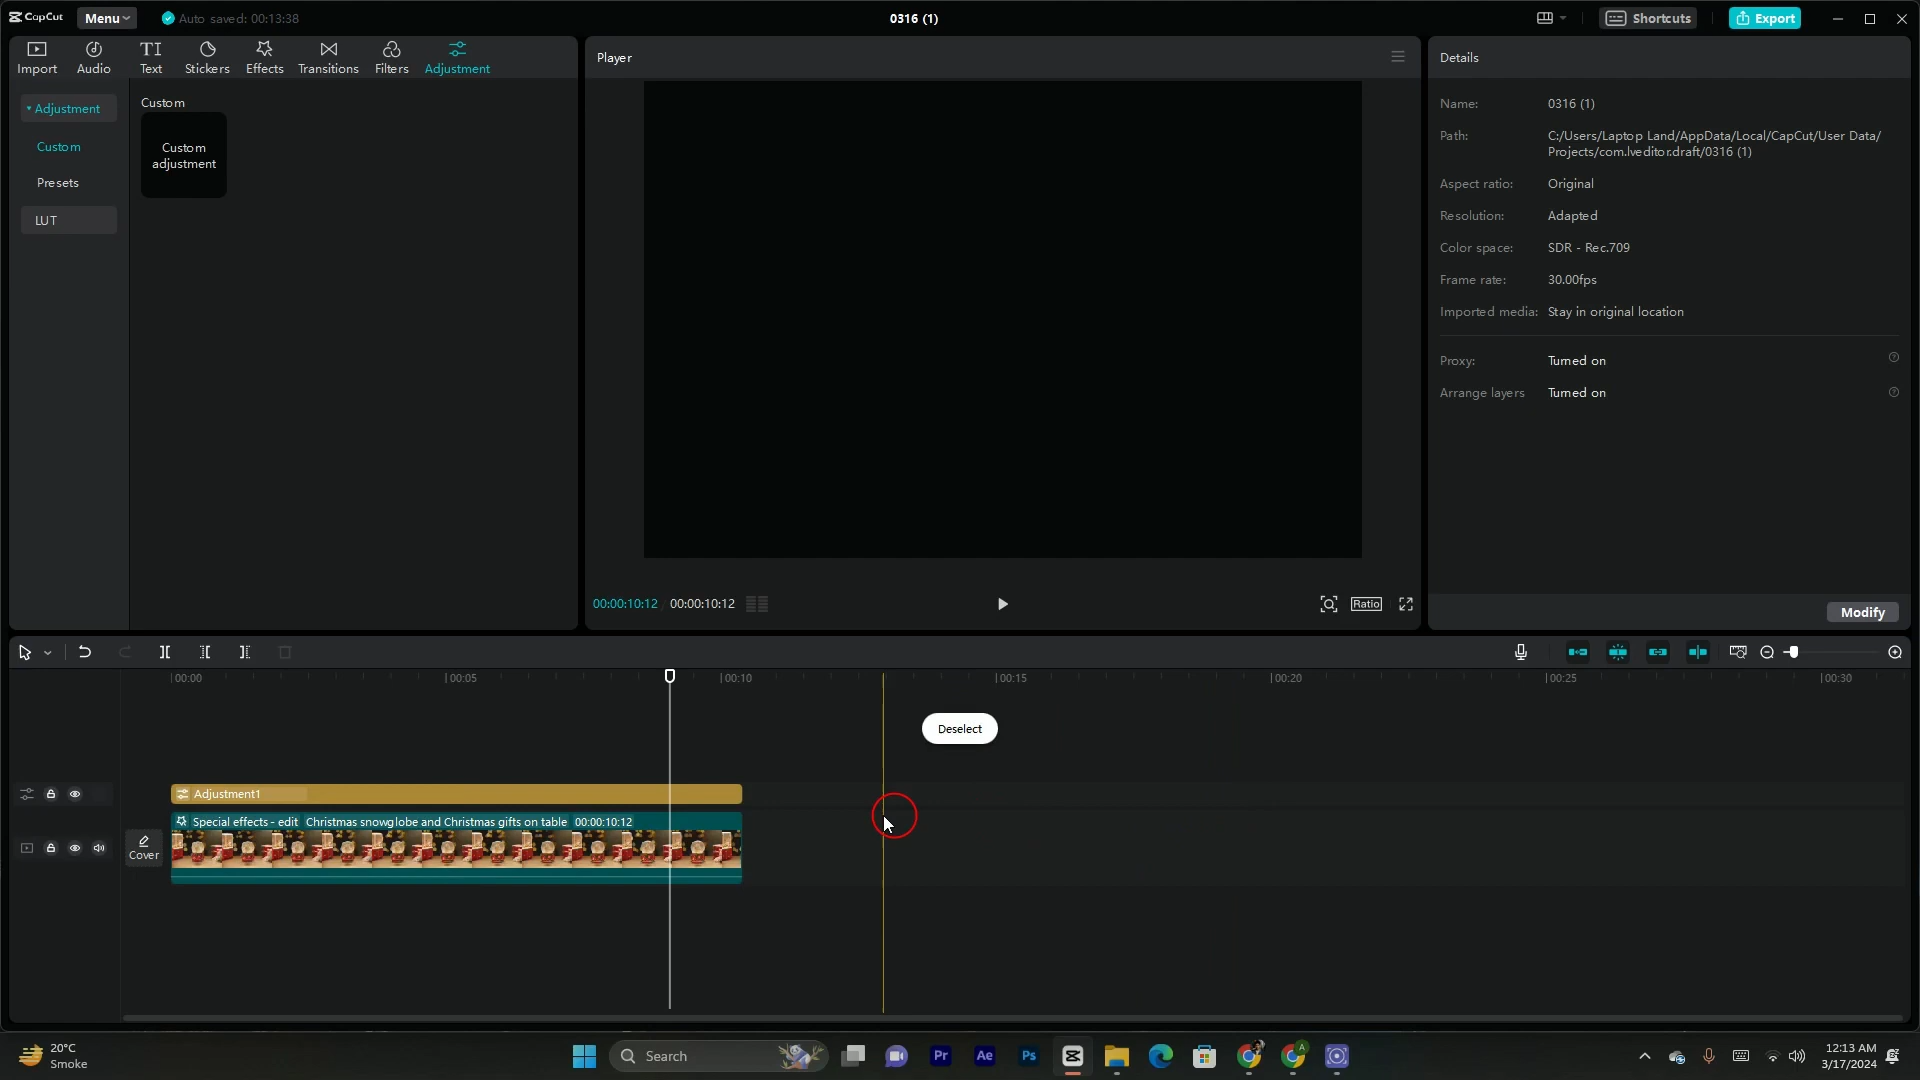 CapCut
Menu
Auto saved: 00:13:38
0316 (1)
Shortcuts
Export
Import
Audio
TI
Text
Stickers
Effects
Transitions
Filters
Adjustment
Adjustment
Custom
Presets
LUT
Custom
Custom
adjustment
Player
00:00:10:12
00:00:10:12
Ratio
Details
Name:
0316 (1)
Path:
C:/Users/Laptop Land/AppData/Local/CapCut/User Data/
Projects/com.lveditor.draft/0316 (1)
Aspect ratio:
Original
Resolution:
Adapted
Color space:
SDR - Rec.709
Frame rate:
30.00fps
Imported media:
Stay in original location
Proxy:
Turned on
Arrange layers
Turned on
Modify
00:00
00:05
00:10
00:15
00:20
00:25
00:30
Deselect
Adjustment1
Cover
Special effects - edit
Christmas snowglobe and Christmas gifts on table
00:00:10:12
20°C
Smoke
Search
Pr
Ae
Ps
A
12:13 AM
3/17/2024